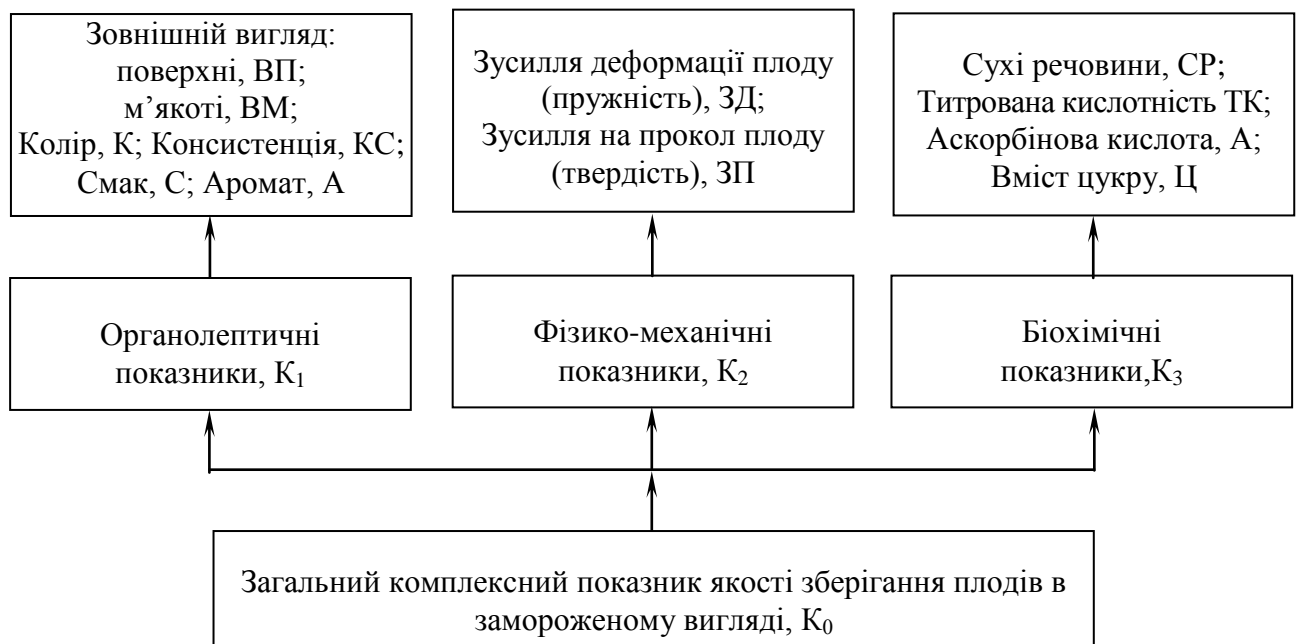 Зовнішній вигляд:
поверхні, ВП;
м’якоті, ВМ;
Колір, К; Консистенція, КС;
Смак, С; Аромат, А
Зусилля деформації плоду
(пружність), ЗД;
Зусилля на прокол плоду
(твердість), ЗП
Сухі речовини, СР;
Титрована кислотність ТК;
Аскорбінова кислота, А;
Вміст цукру, Ц
Органолептичні
показники, К₁
Фізико-механічні
показники, К₂
Біохімічні
показники,К₃
Загальний комплексний показник якості зберігання плодів в
замороженому вигляді, К₀